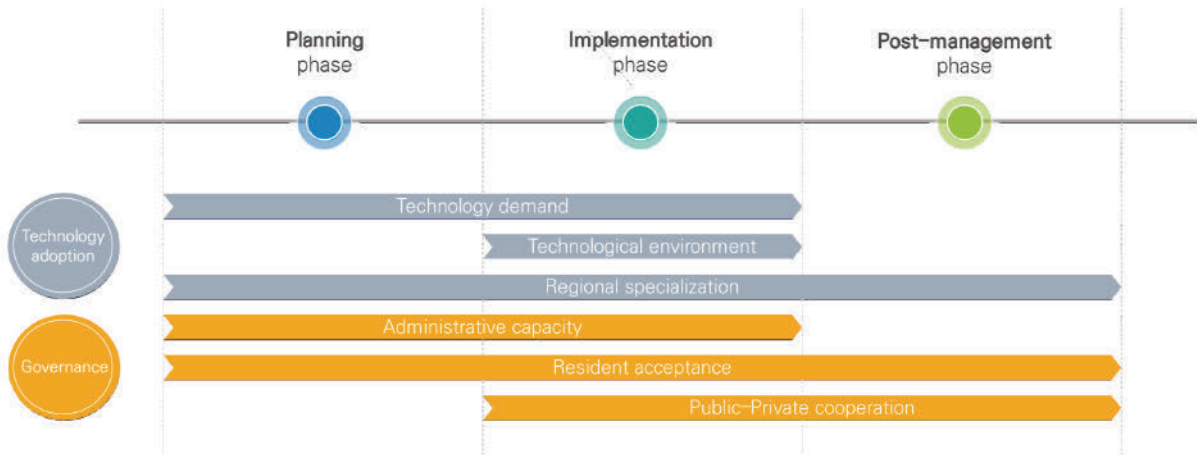 Planning
phase
Implementation
phase
Post-management
phase
Technology
adoption
Technology demand
Technological environment
Regional specialization
Governance
Administrative capacity
Resident acceptance
Public-Private cooperation